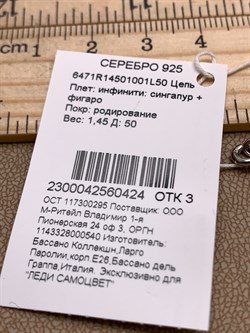 СЕРЕБРО 925
6471R14501001L50 Цепь
Плет: инфинити: сингапур +
фигаро
Покр: родирование
Вес: 1,45 Д: 50
2300042560424 ОТК 3
ОСТ 117300295 Поставщик: ООО
М-Ритейл Владимир 1-я
Пионерская 24 оф 3, ОРГН
1143328000540 Изготовитель:
Бассано Коллекшн,Ларго
Паролии,корп.Е26,Бассано дель
Граппа,Италия. Эксклюзивно для
"ЛЕДИ САМОЦВЕТ"